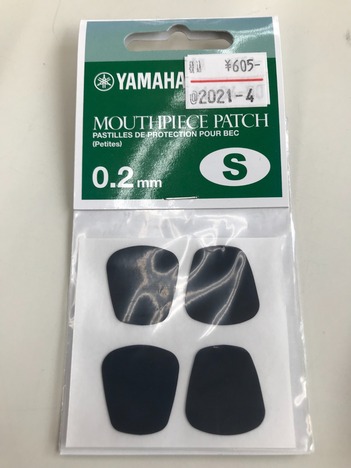 YAMAHA
¥605-
@2021-4
MOUTHPIECE PATCH
PASTILLES DE PROTECTION POUR BEC
(Petites)
0.2mm
S